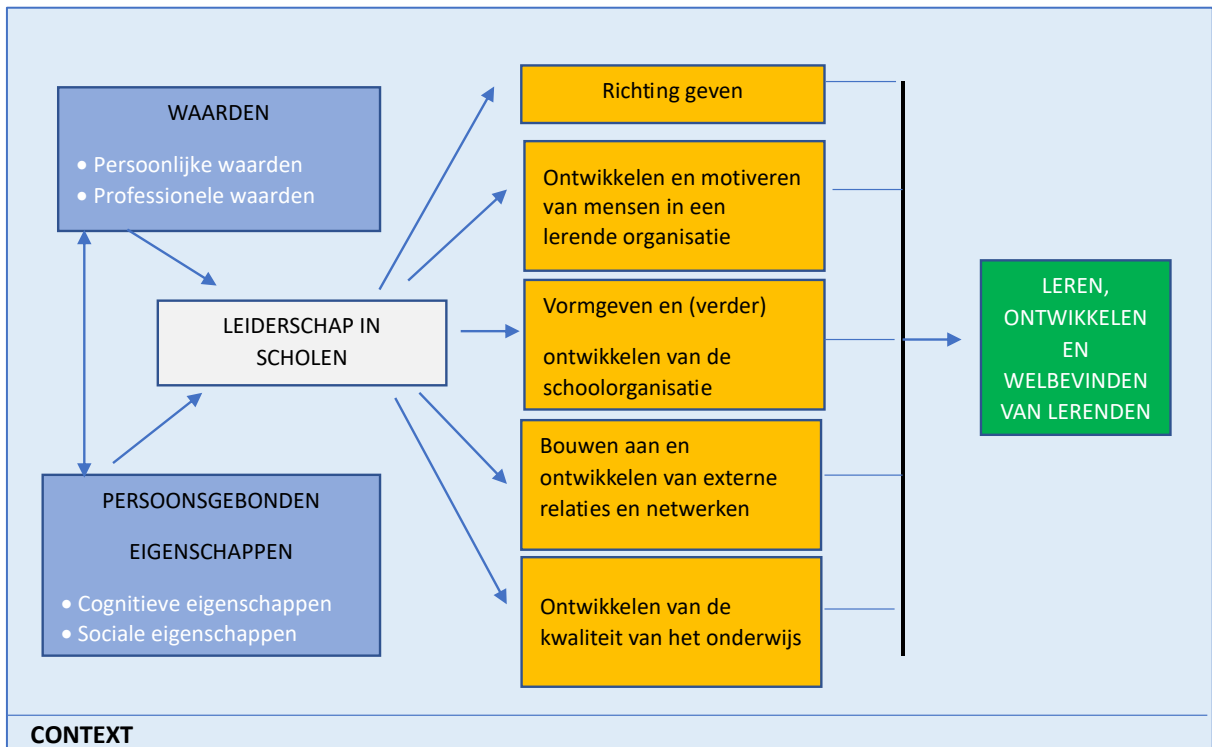 WAARDEN
• Persoonlijke waarden
• Professionele waarden
PERSOONSGEBONDEN
EIGENSCHAPPEN
• Cognitieve eigenschappen
• Sociale eigenschappen
LEIDERSCHAP IN
SCHOLEN
Richting geven
Ontwikkelen en motiveren
van mensen in een
lerende organisatie
Vormgeven en (verder)
ontwikkelen van de
schoolorganisatie
Bouwen aan en
ontwikkelen van externe
relaties en netwerken
Ontwikkelen van de
kwaliteit van het onderwijs
LEREN,
ONTWIKKELEN
EN
WELBEVINDEN
VAN LERENDEN
CONTEXT